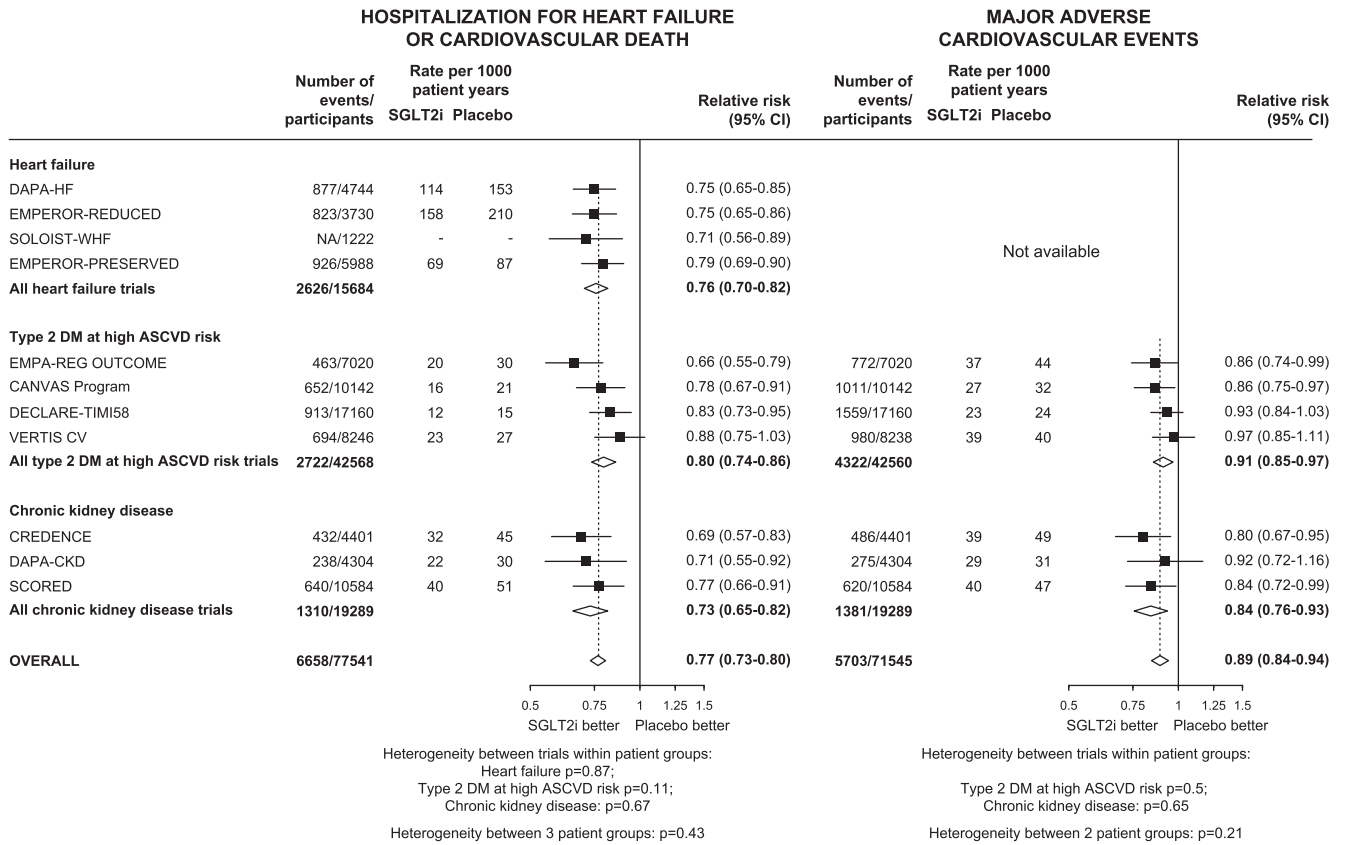 HOSPITALIZATION FOR HEART FAILURE
OR CARDIOVASCULAR DEATH
MAJOR ADVERSE
CARDIOVASCULAR EVENTS
Number of
events/
participants
Rate per 1000
patient years
SGLT2i Placebo
Relative risk
(95% CI)
Number of
events/
participants
Rate per 1000
patient years
SGLT2i Placebo
Relative risk
(95% CI)
Heart failure
DAPA-HF 877/4744 114 153 0.75 (0.65-0.85)
EMPEROR-REDUCED 823/3730 158 210 0.75 (0.65-0.86)
SOLOIST-WHF NA/1222 - - 0.71 (0.56-0.89)
EMPEROR-PRESERVED 926/5988 69 87 0.79 (0.69-0.90)
All heart failure trials 2626/15684 0.76 (0.70-0.82)
Not available
Type 2 DM at high ASCVD risk
EMPA-REG OUTCOME 463/7020 20 30 0.66 (0.55-0.79) 772/7020 37 44 0.86 (0.74-0.99)
CANVAS Program 652/10142 16 21 0.78 (0.67-0.91) 1011/10142 27 32 0.86 (0.75-0.97)
DECLARE-TIMI58 913/17160 12 15 0.83 (0.73-0.95) 1559/17160 23 24 0.93 (0.84-1.03)
VERTIS CV 694/8246 23 27 0.88 (0.75-1.03) 980/8238 39 40 0.97 (0.85-1.11)
All type 2 DM at high ASCVD risk trials 2722/42568 0.80 (0.74-0.86) 4322/42560 0.91 (0.85-0.97)
Chronic kidney disease
CREDENCE 432/4401 32 45 0.69 (0.57-0.83) 486/4401 39 49 0.80 (0.67-0.95)
DAPA-CKD 238/4304 22 30 0.71 (0.55-0.92) 275/4304 29 31 0.92 (0.72-1.16)
SCORED 640/10584 40 51 0.77 (0.66-0.91) 620/10584 40 47 0.84 (0.72-0.99)
All chronic kidney disease trials 1310/19289 0.73 (0.65-0.82) 1381/19289 0.84 (0.76-0.93)
OVERALL 6658/77541 0.77 (0.73-0.80) 5703/71545 0.89 (0.84-0.94)
0.5 0.75 1 1.25 1.5 0.5 0.75 1 1.25 1.5
SGLT2i better Placebo better SGLT2i better Placebo better
Heterogeneity between trials within patient groups:
Heart failure p=0.87;
Type 2 DM at high ASCVD risk p=0.11;
Chronic kidney disease: p=0.67
Heterogeneity between 3 patient groups: p=0.43
Heterogeneity between trials within patient groups:
Type 2 DM at high ASCVD risk p=0.5;
Chronic kidney disease: p=0.65
Heterogeneity between 2 patient groups: p=0.21